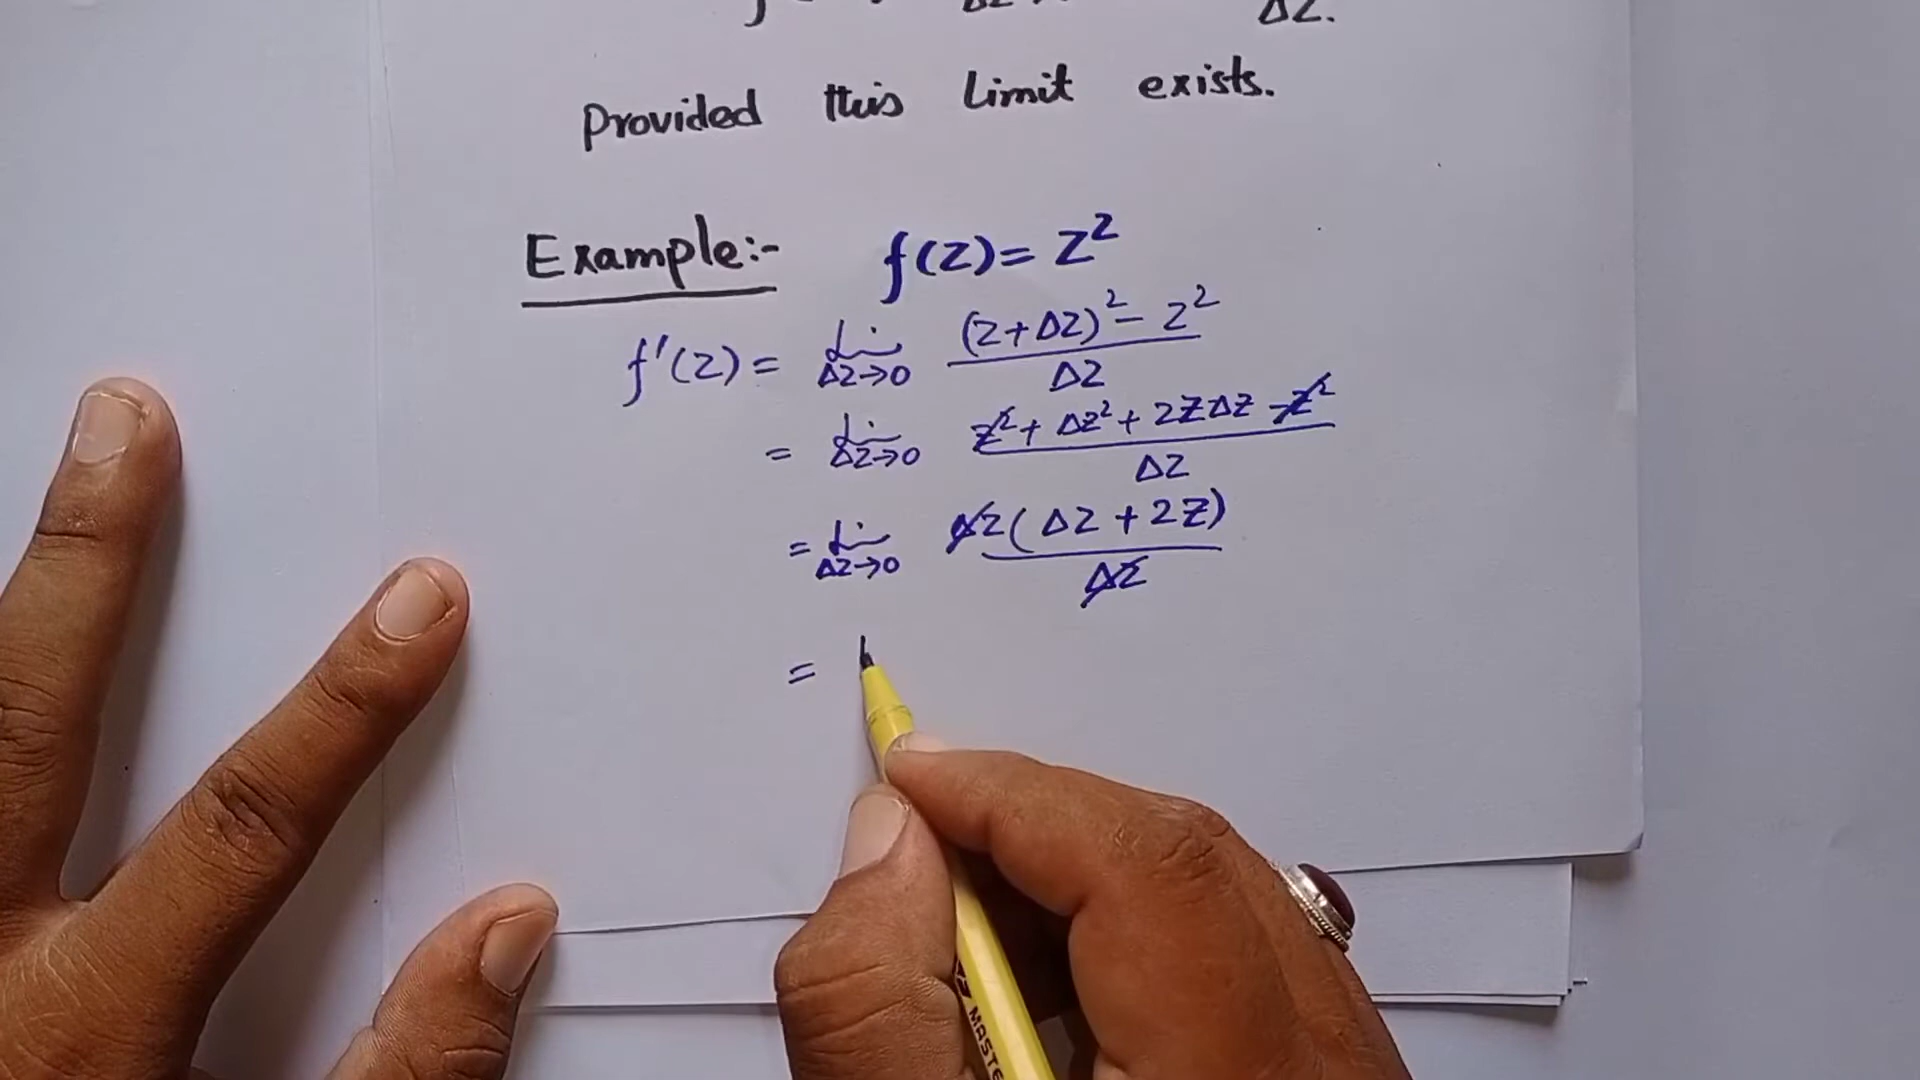 ΔZ.
Provided this Limit exists.
Example:- f(Z) = Z²
f'(Z) = Lim ΔZ→0 (Z+ΔZ)² - Z² / ΔZ
= Lim ΔZ→0 Z² + ΔZ² + 2ZΔZ - Z² / ΔZ
= Lim ΔZ→0 ΔZ(ΔZ + 2Z) / ΔZ
=